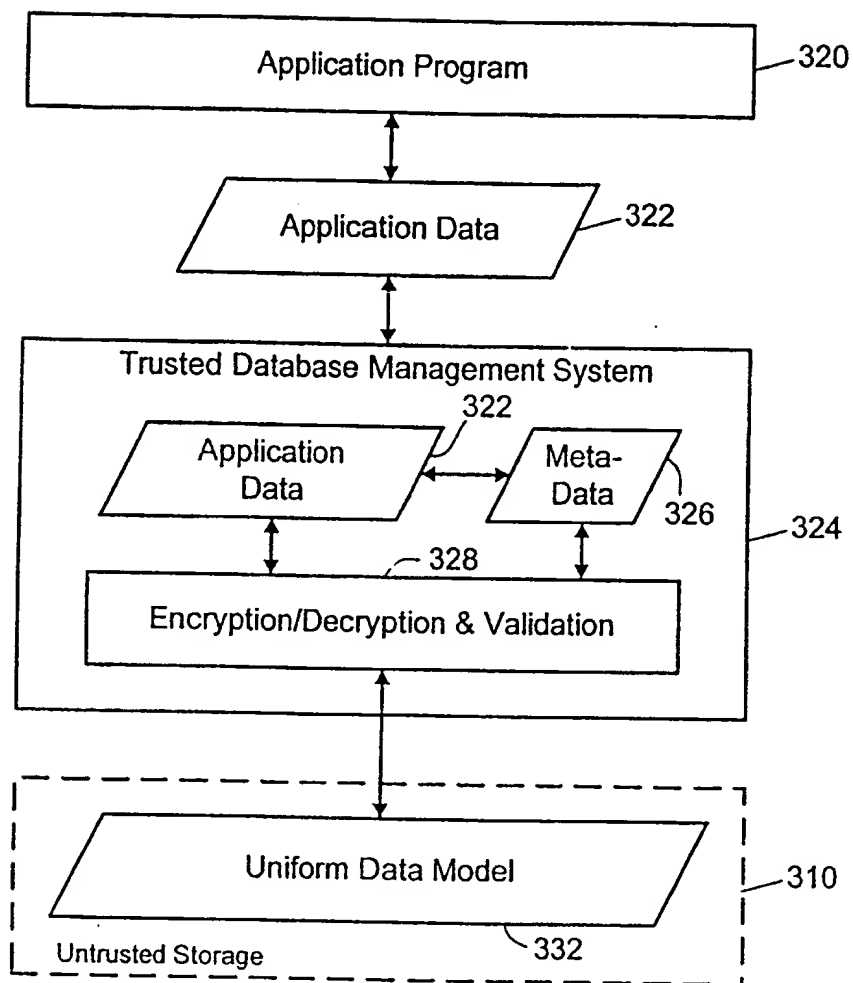 Application Program
320
Application Data
322
Trusted Database Management System
322
Application
Data
Meta-
Data
326
324
328
Encryption/Decryption & Validation
Uniform Data Model
310
332
Untrusted Storage